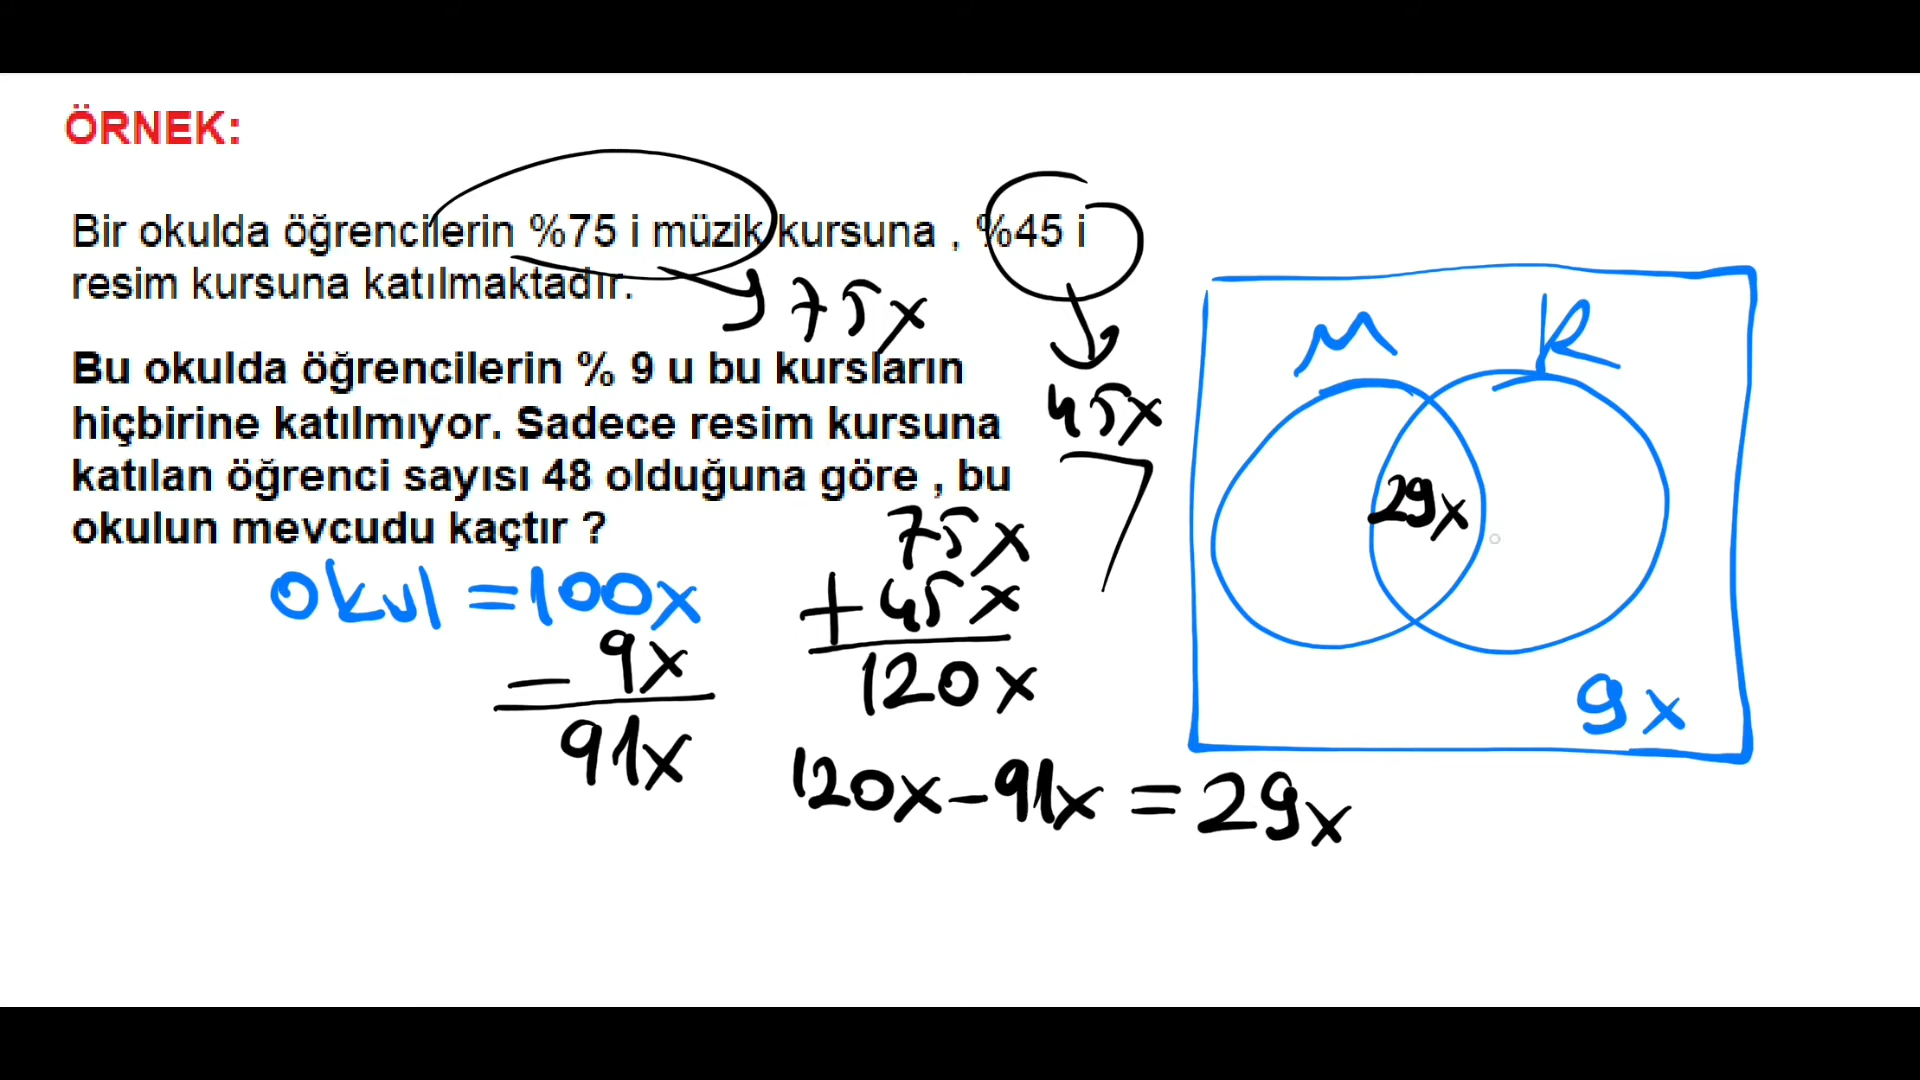 ÖRNEK:
Bir okulda öğrencilerin %75 i müzik kursuna , %45 i
resim kursuna katılmaktadır.
75x
45x
Bu okulda öğrencilerin % 9 u bu kursların
hiçbirine katılmıyor. Sadece resim kursuna
katılan öğrenci sayısı 48 olduğuna göre , bu
okulun mevcudu kaçtır ?
okul = 100x
- 9x
91x
75x
+ 45x
120x
120x - 91x = 29x
M R
29x
9x